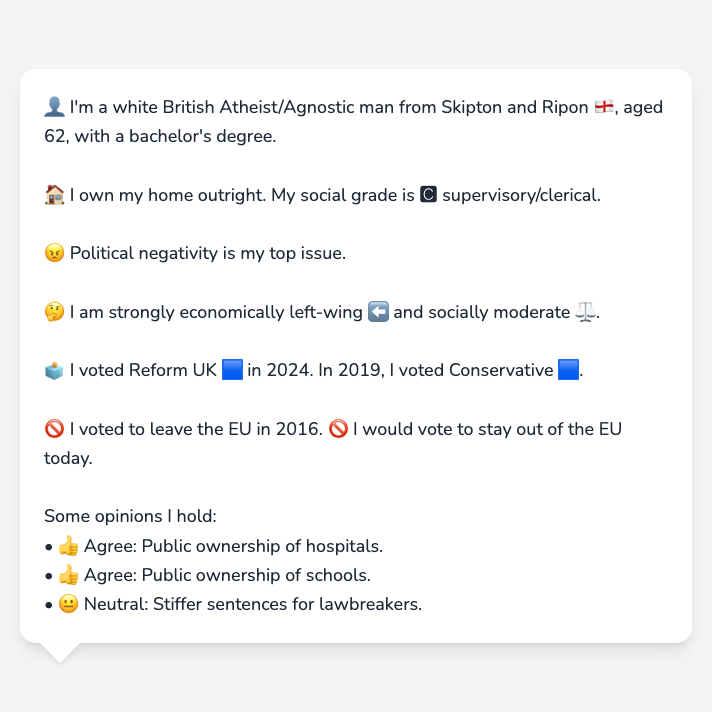 👤 I'm a white British Atheist/Agnostic man from Skipton and Ripon 🏴󠁧󠁢󠁥󠁮󠁧󠁿, aged
62, with a bachelor's degree.
🏠 I own my home outright. My social grade is 🅲 supervisory/clerical.
😠 Political negativity is my top issue.
🤔 I am strongly economically left-wing ⬅️ and socially moderate ⚖️.
🗳️ I voted Reform UK 🟦 in 2024. In 2019, I voted Conservative 🟦.
🚫 I voted to leave the EU in 2016. 🚫 I would vote to stay out of the EU
today.
Some opinions I hold:
• 👍 Agree: Public ownership of hospitals.
• 👍 Agree: Public ownership of schools.
• 😐 Neutral: Stiffer sentences for lawbreakers.